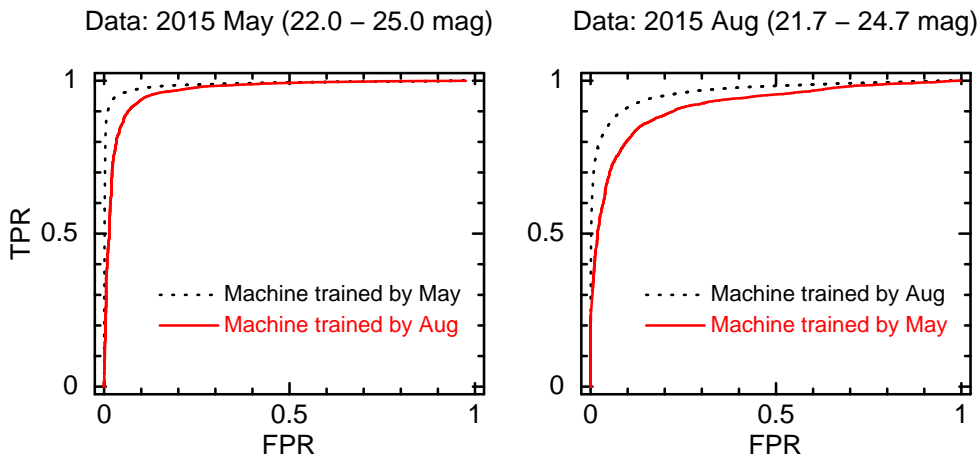 Data: 2015 May (22.0 − 25.0 mag)
1
0.5
0
TPR
0
0.5
1
FPR
Machine trained by May
Machine trained by Aug
Data: 2015 Aug (21.7 − 24.7 mag)
1
0.5
0
0
0.5
1
FPR
Machine trained by Aug
Machine trained by May